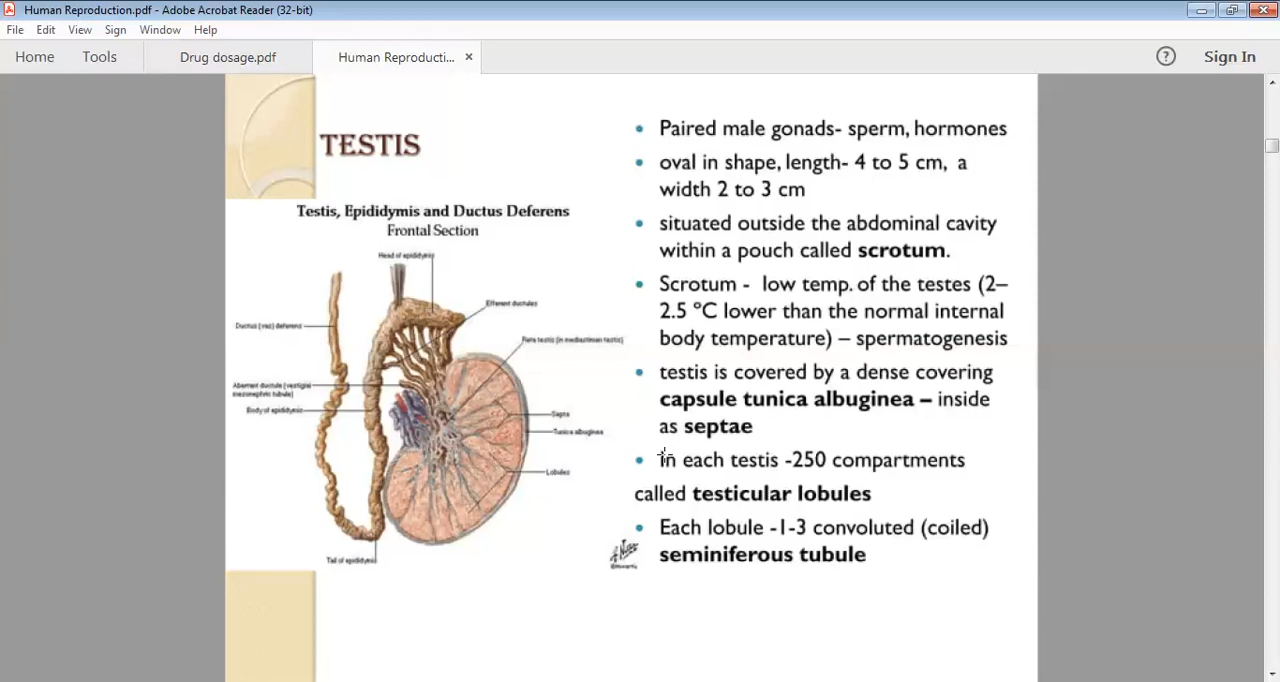 Human Reproduction.pdf - Adobe Acrobat Reader (32-bit)
File Edit View Sign Window Help
Home Tools Drug dosage.pdf Human Reproducti... × ? Sign In
TESTIS
Testis, Epididymis and Ductus Deferens
Frontal Section
Head of epididymis
Efferent ductules
Ductus (vas) deferens
Rete testis (in mediastinum testis)
Aberrant ductule (vestigial
mesonephric tubule)
Body of epididymis
Septa
Tunica albuginea
Lobules
Tail of epididymis
• Paired male gonads- sperm, hormones
• oval in shape, length- 4 to 5 cm, a
width 2 to 3 cm
• situated outside the abdominal cavity
within a pouch called scrotum.
• Scrotum - low temp. of the testes (2–
2.5 ºC lower than the normal internal
body temperature) – spermatogenesis
• testis is covered by a dense covering
capsule tunica albuginea – inside
as septae
• in each testis -250 compartments
called testicular lobules
• Each lobule -1-3 convoluted (coiled)
seminiferous tubule